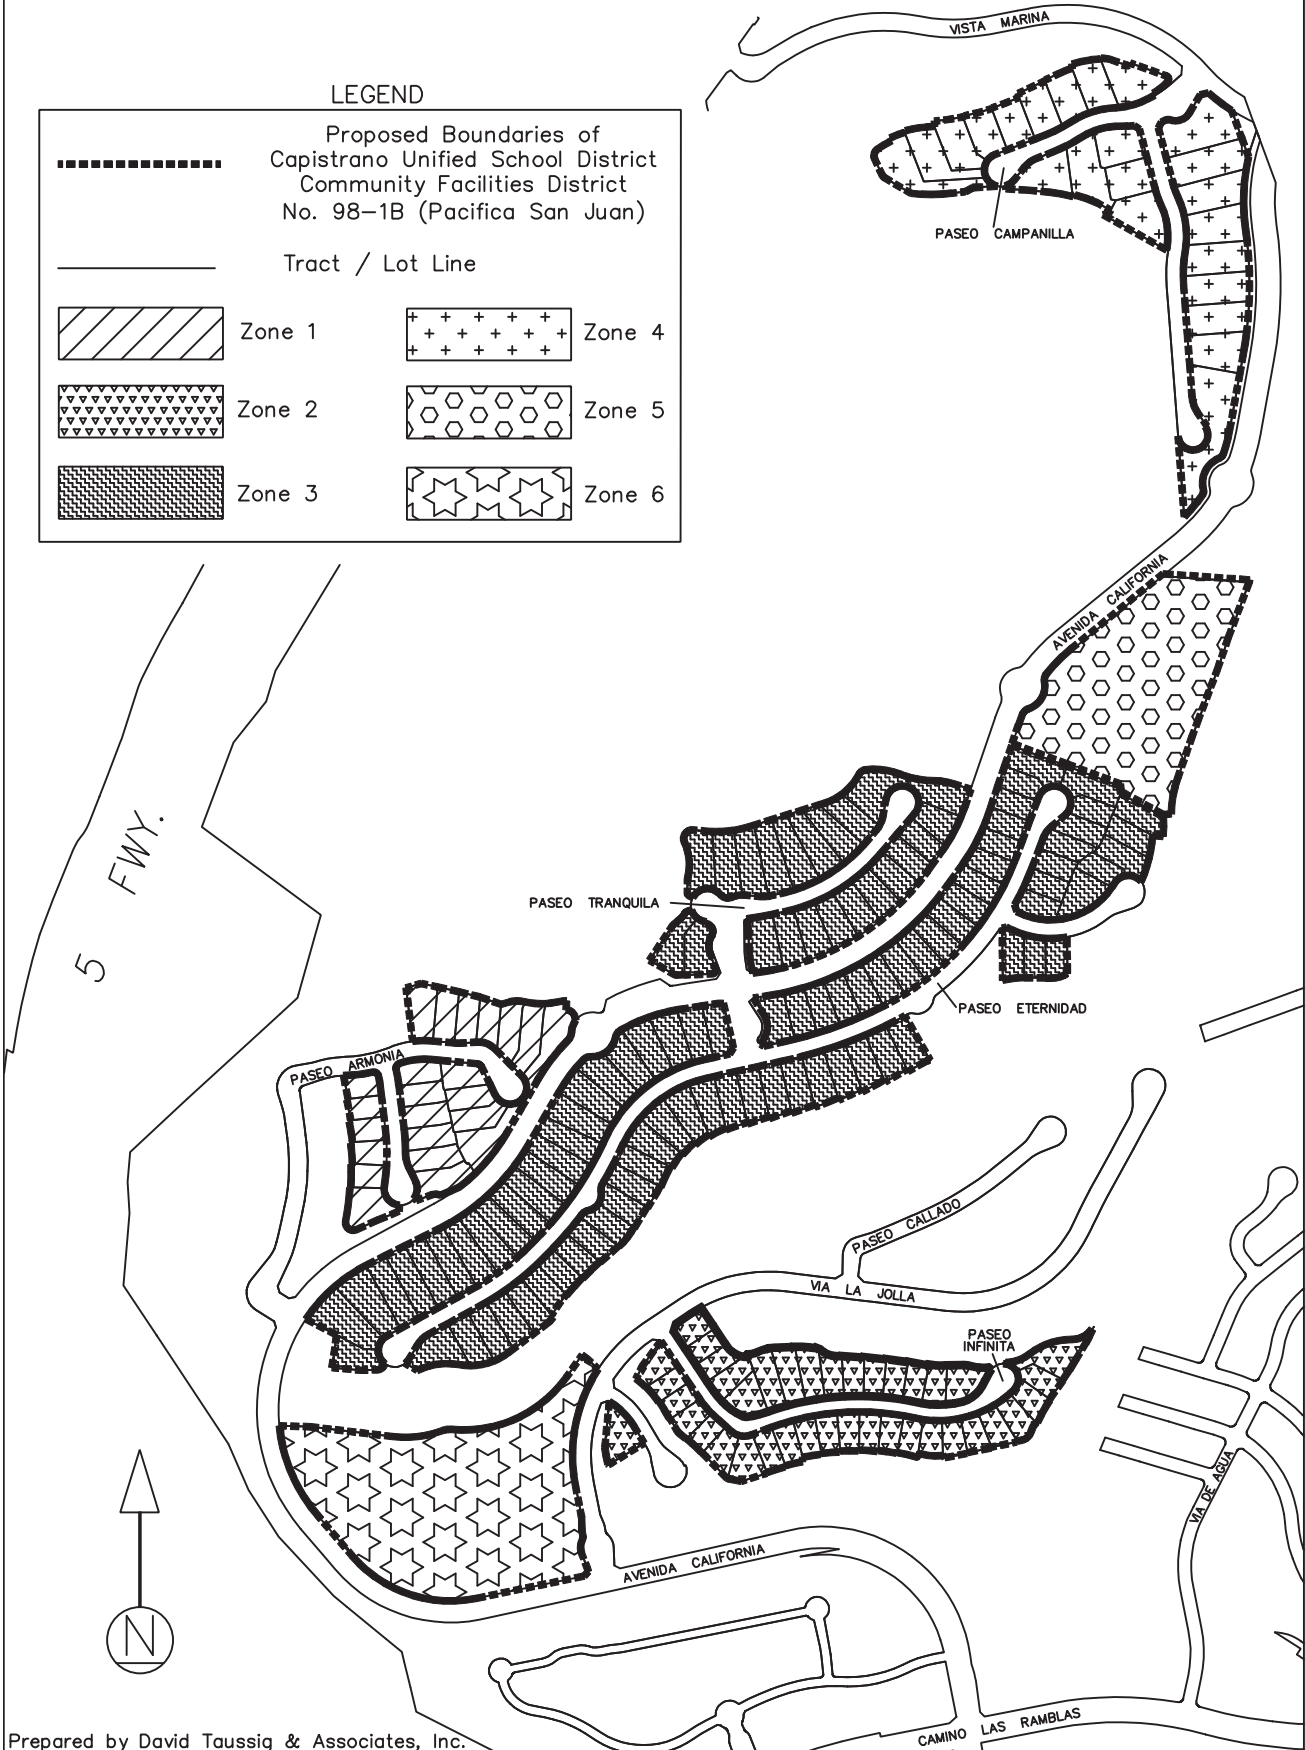 VISTA MARINA
LEGEND
Proposed Boundaries of
Capistrano Unified School District
Community Facilities District
No. 98-1B (Pacifica San Juan)
Tract / Lot Line
Zone 1
Zone 4
Zone 2
Zone 5
Zone 3
Zone 6
PASEO CAMPANILLA
AVENIDA CALIFORNIA
5 FWY.
PASEO TRANQUILA
PASEO ETERNIDAD
PASEO ARMONIA
PASEO CALLADO
VIA LA JOLLA
PASEO
INFINITA
VIA DE AGUA
AVENIDA CALIFORNIA
N
CAMINO LAS RAMBLAS
Prepared by David Taussig & Associates, Inc.